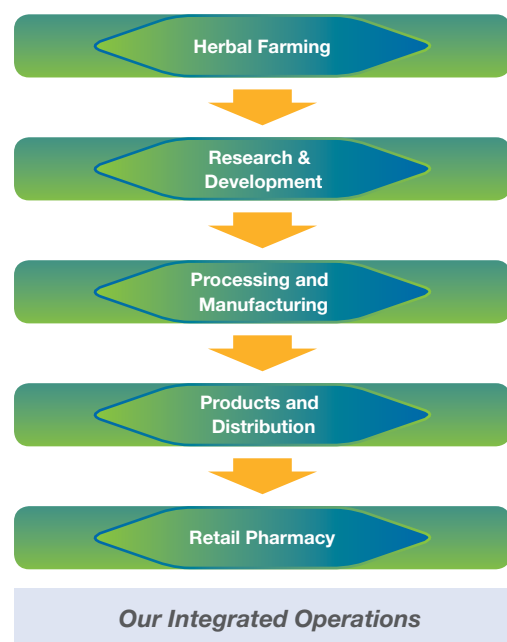 Herbal Farming
Research &
Development
Processing and
Manufacturing
Products and
Distribution
Retail Pharmacy
Our Integrated Operations